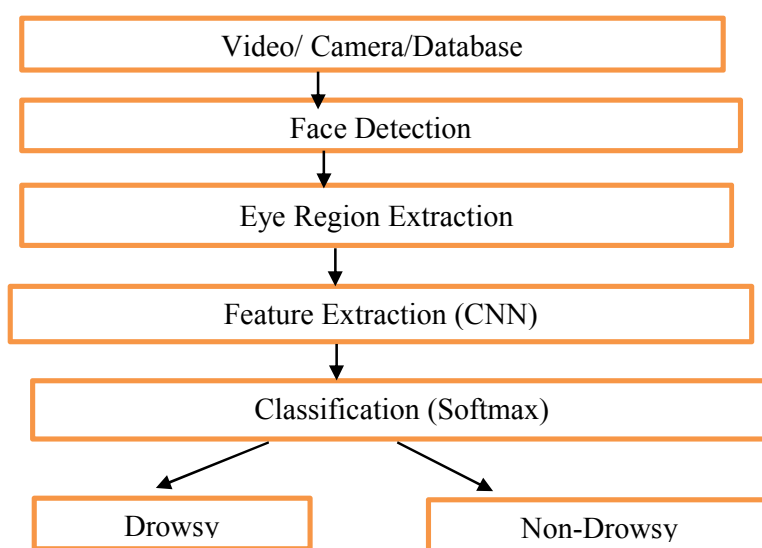 Video/ Camera/Database
Face Detection
Eye Region Extraction
Feature Extraction (CNN)
Classification (Softmax)
Drowsy
Non-Drowsy